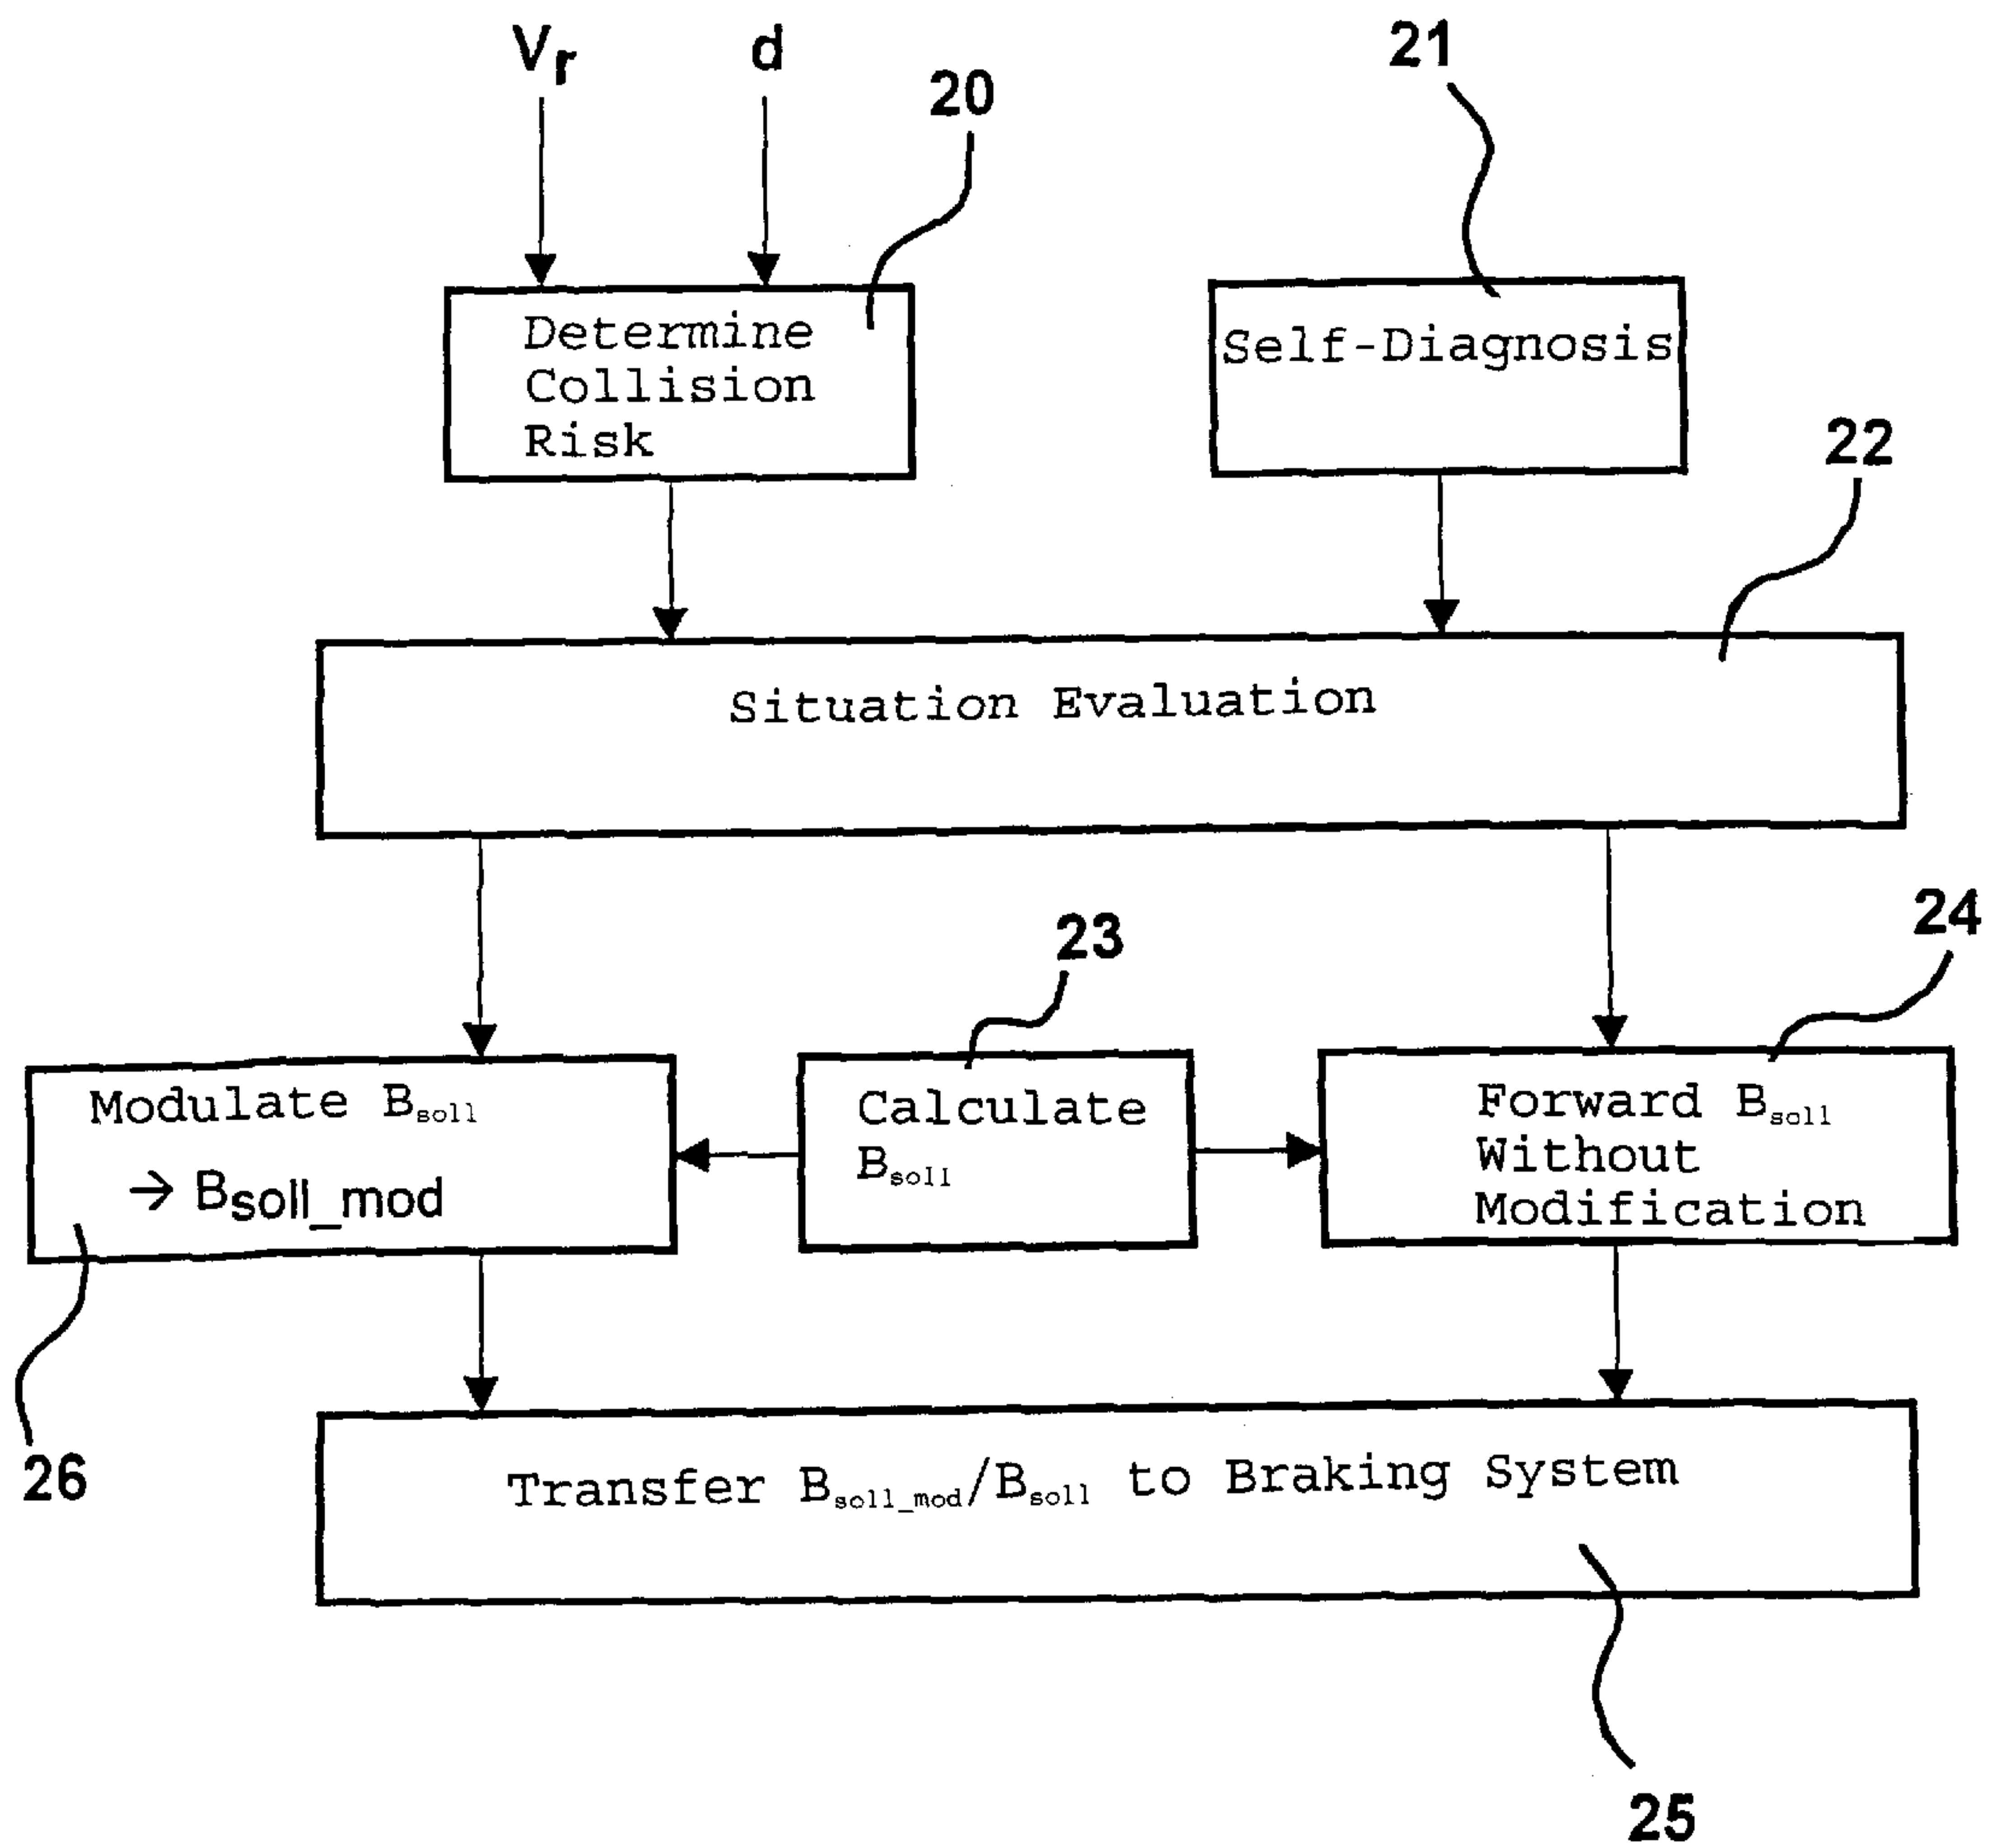 Vr d
20
21
Determine
Collision
Risk
Self-Diagnosis
22
Situation Evaluation
23
24
Modulate Bsoll
→ Bsoll_mod
Calculate
Bsoll
Forward Bsoll
Without
Modification
26
Transfer Bsoll_mod/Bsoll to Braking System
25